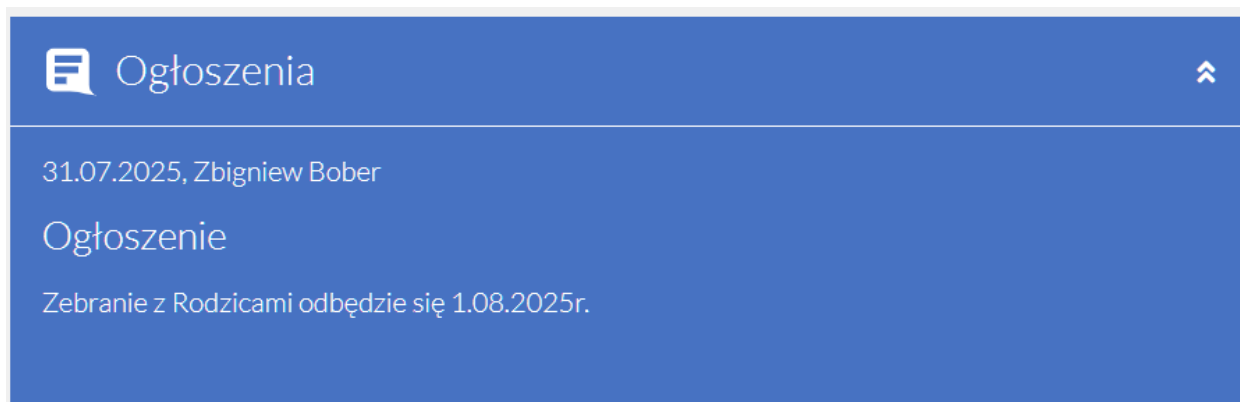 Ogłoszenia
31.07.2025, Zbigniew Bober
Ogłoszenie
Zebranie z Rodzicami odbędzie się 1.08.2025r.